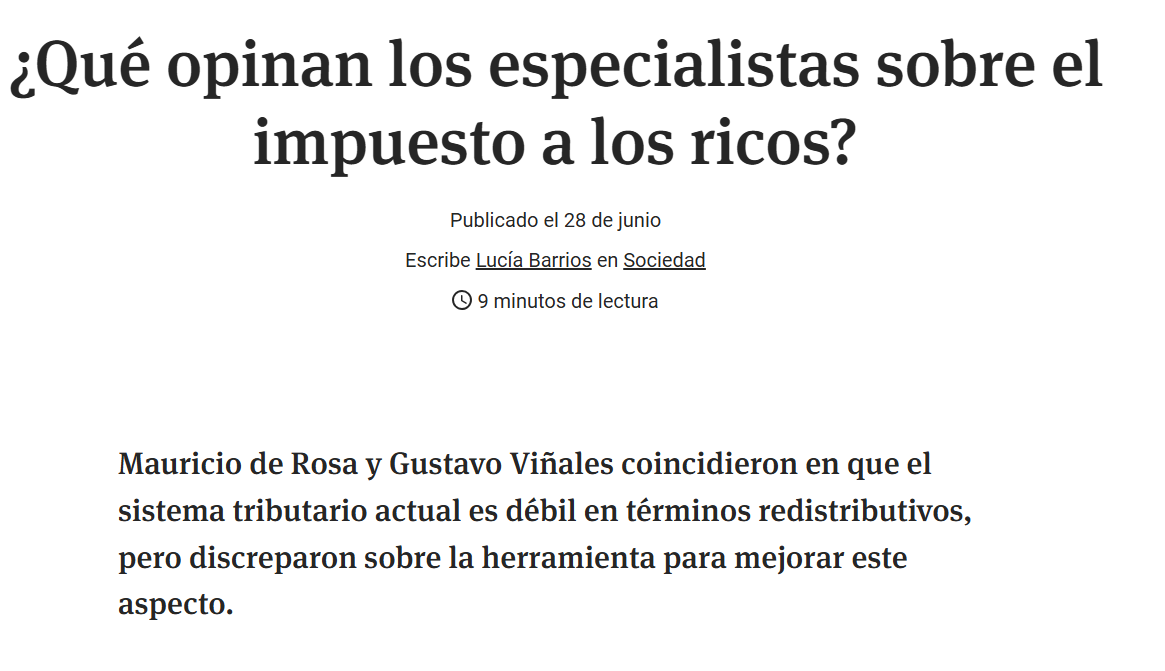 ¿Qué opinan los especialistas sobre el
impuesto a los ricos?
Publicado el 28 de junio
Escribe Lucía Barrios en Sociedad
9 minutos de lectura
Mauricio de Rosa y Gustavo Viñales coincidieron en que el
sistema tributario actual es débil en términos redistributivos,
pero discreparon sobre la herramienta para mejorar este
aspecto.